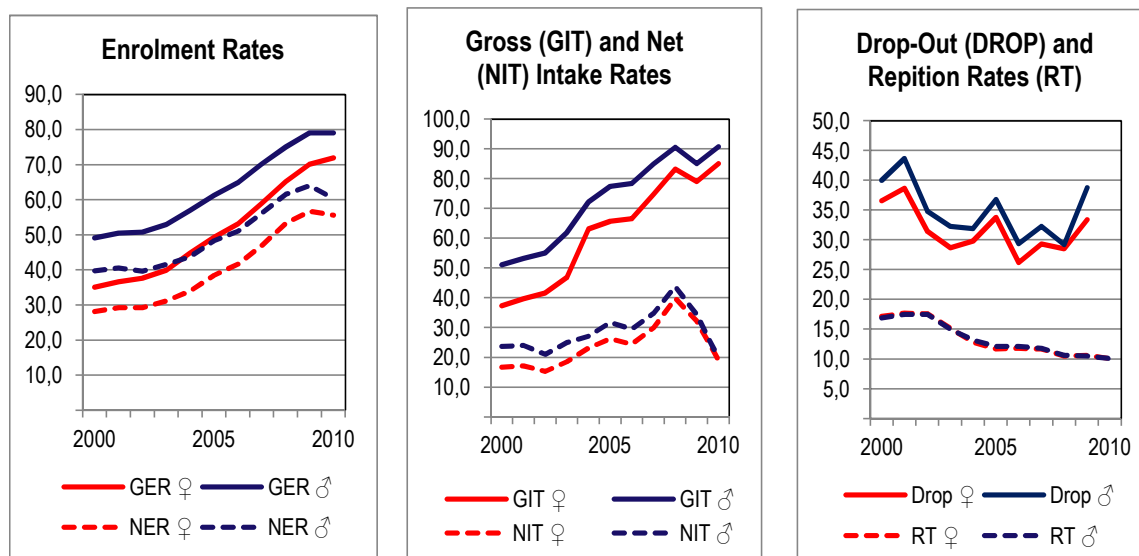 Enrolment Rates
90,0
80,0
70,0
60,0
50,0
40,0
30,0
20,0
10,0
2000 2005 2010
GER ♀ GER ♂
NER ♀ NER ♂
Gross (GIT) and Net
(NIT) Intake Rates
100,0
90,0
80,0
70,0
60,0
50,0
40,0
30,0
20,0
10,0
2000 2005 2010
GIT ♀ GIT ♂
NIT ♀ NIT ♂
Drop-Out (DROP) and
Repition Rates (RT)
50,0
45,0
40,0
35,0
30,0
25,0
20,0
15,0
10,0
5,0
2000 2005 2010
Drop ♀ Drop ♂
RT ♀ RT ♂